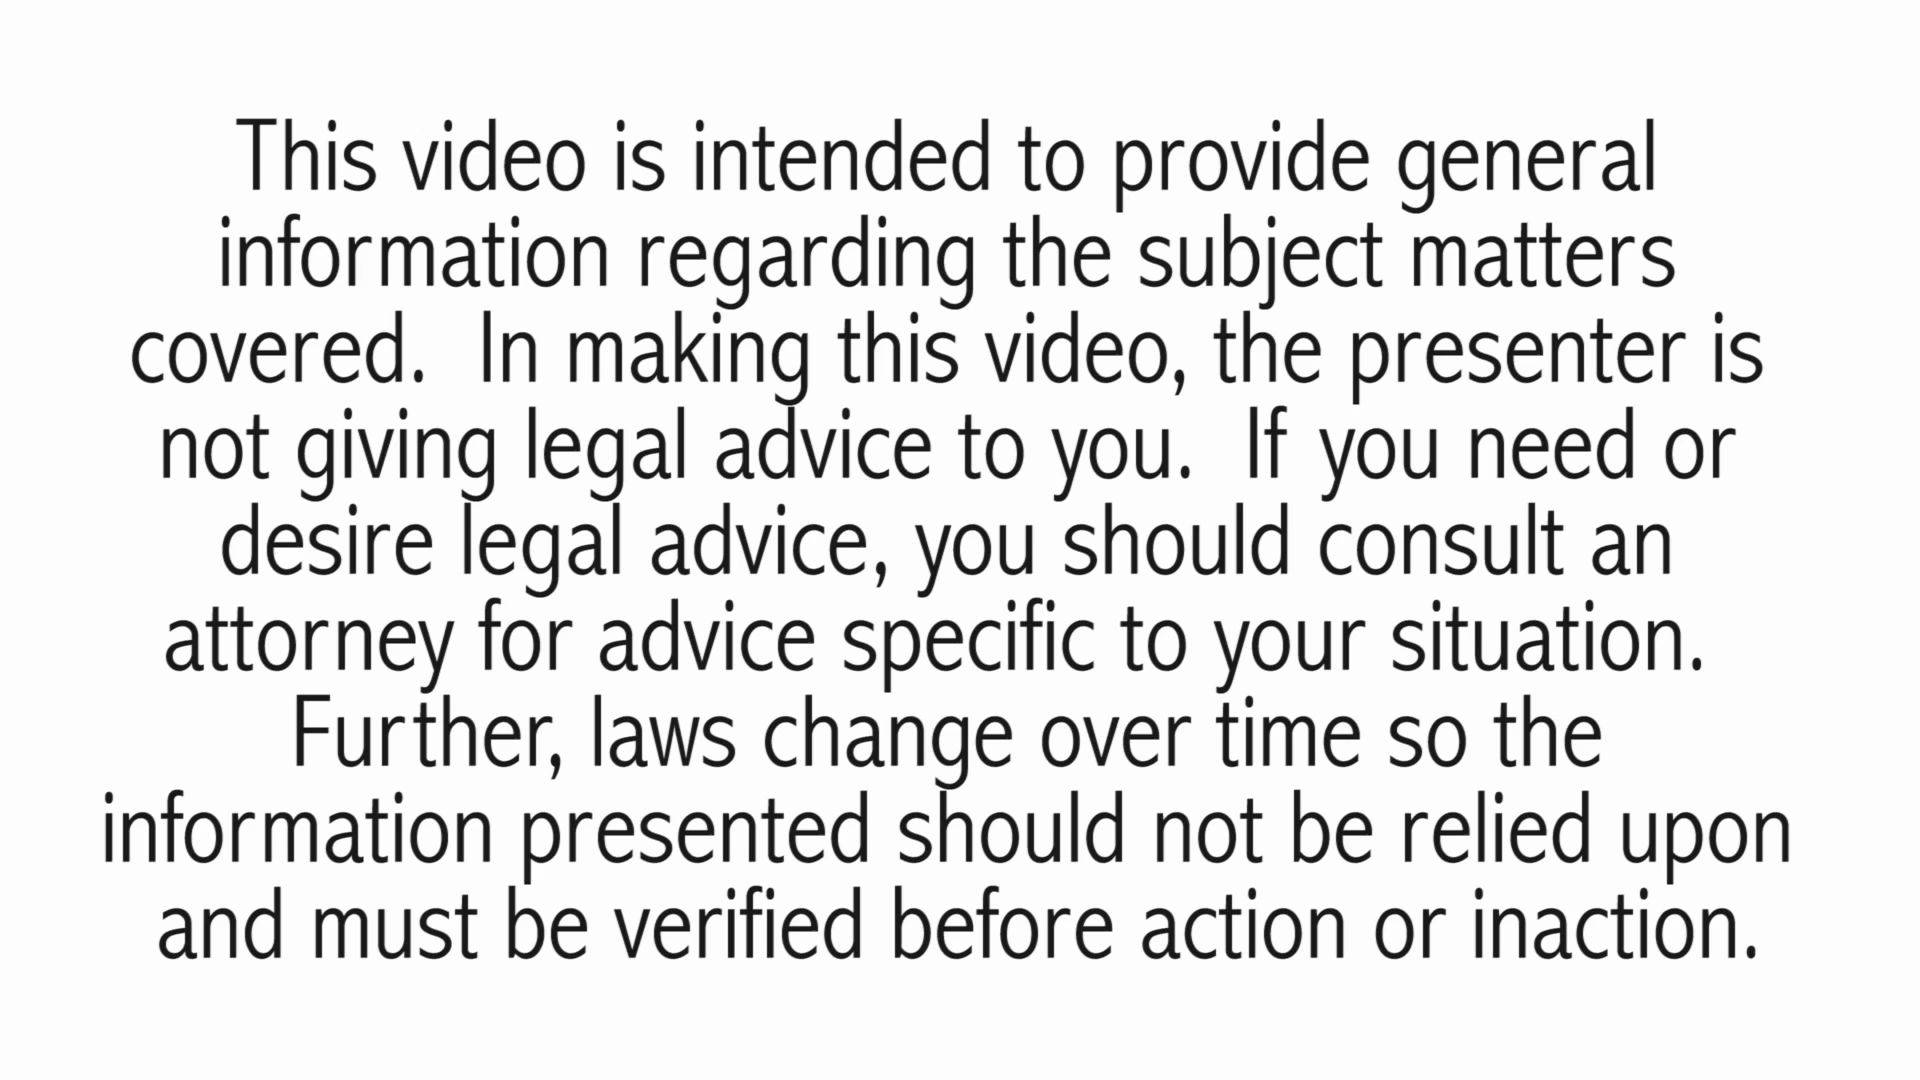 This video is intended to provide general
information regarding the subject matters
covered.  In making this video, the presenter is
not giving legal advice to you.  If you need or
desire legal advice, you should consult an
attorney for advice specific to your situation.
Further, laws change over time so the
information presented should not be relied upon
and must be verified before action or inaction.